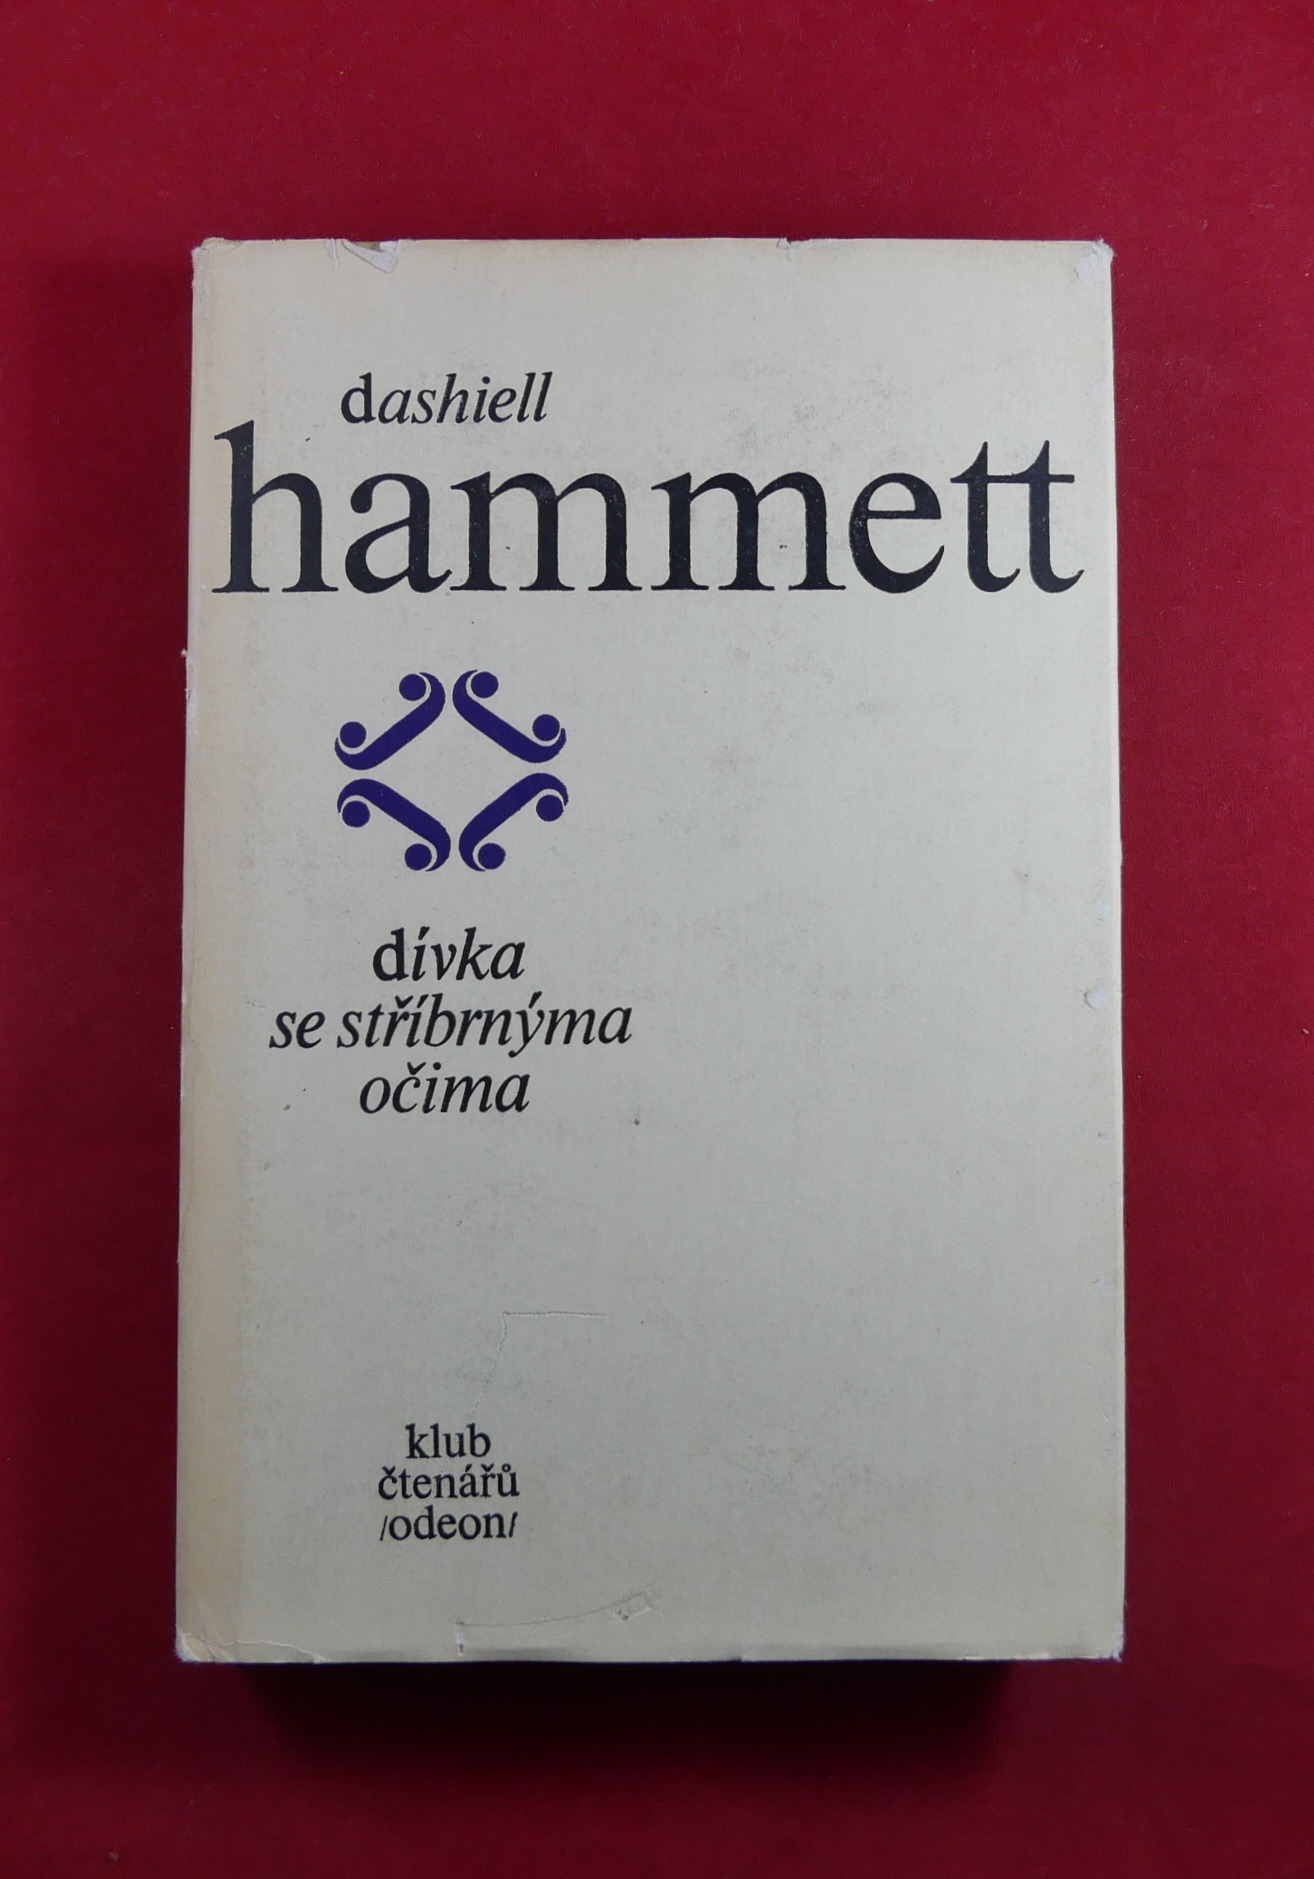 dashiell
hammett
dívka
se stříbrnýma
očima
klub
čtenářů
/odeon/